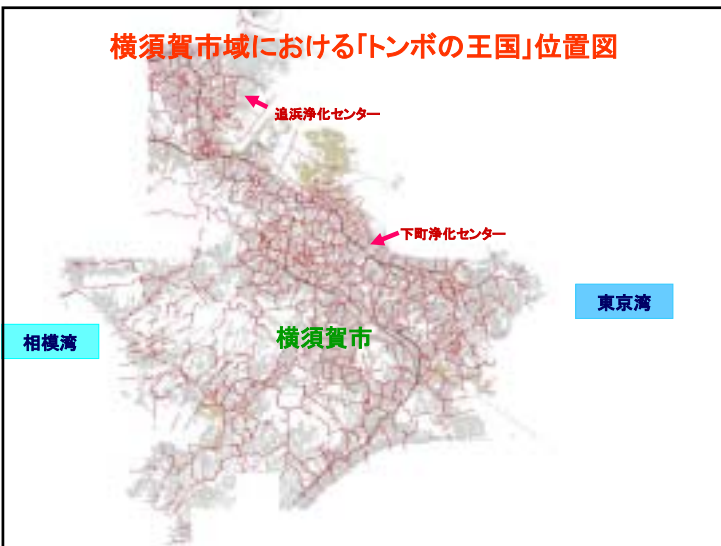 横須賀市域における「トンボの王国」位置図
追浜浄化センター
下町浄化センター
東京湾
横須賀市
相模湾